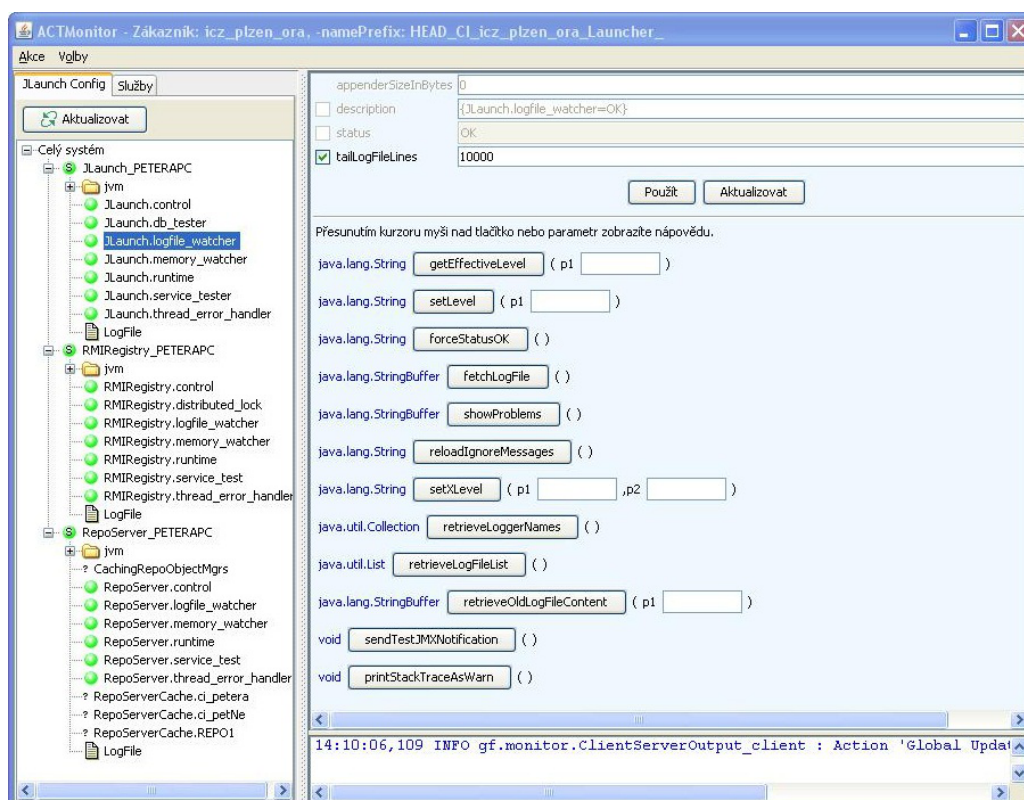 ACTMonitor - Zákazník: icz_plzen_ora, -namePrefix: HEAD_CI_icz_plzen_ora_Launcher_
Akce Volby
JLaunch Config Služby
Aktualizovat
Celý systém
JLaunch_PETERAPC
jvm
JLaunch.control
JLaunch.db_tester
JLaunch.logfile_watcher
JLaunch.memory_watcher
JLaunch.runtime
JLaunch.service_tester
JLaunch.thread_error_handler
LogFile
RMIRegistry_PETERAPC
jvm
RMIRegistry.control
RMIRegistry.distributed_lock
RMIRegistry.logfile_watcher
RMIRegistry.memory_watcher
RMIRegistry.runtime
RMIRegistry.service_test
RMIRegistry.thread_error_handler
LogFile
RepoServer_PETERAPC
jvm
? CachingRepoObjectMgrs
RepoServer.control
RepoServer.logfile_watcher
RepoServer.memory_watcher
RepoServer.runtime
RepoServer.service_test
RepoServer.thread_error_handler
? RepoServerCache.ci_petera
? RepoServerCache.ci_petNe
? RepoServerCache.REPO1
LogFile
appenderSizeInBytes 0
description {JLaunch.logfile_watcher=OK}
status OK
tailLogFileLines 10000
Použít Aktualizovat
Přesunutím kurzoru myši nad tlačítko nebo parametr zobrazíte nápovědu.
java.lang.String getEffectiveLevel ( p1 )
java.lang.String setLevel ( p1 )
java.lang.String forceStatusOK ( )
java.lang.StringBuffer fetchLogFile ( )
java.lang.StringBuffer showProblems ( )
java.lang.String reloadIgnoreMessages ( )
java.lang.String setXLevel ( p1 ,p2 )
java.util.Collection retrieveLoggerNames ( )
java.util.List retrieveLogFileList ( )
java.lang.StringBuffer retrieveOldLogFileContent ( p1 )
void sendTestJMXNotification ( )
void printStackTraceAsWarn ( )
14:10:06,109 INFO gf.monitor.ClientServerOutput_client : Action 'Global Updat